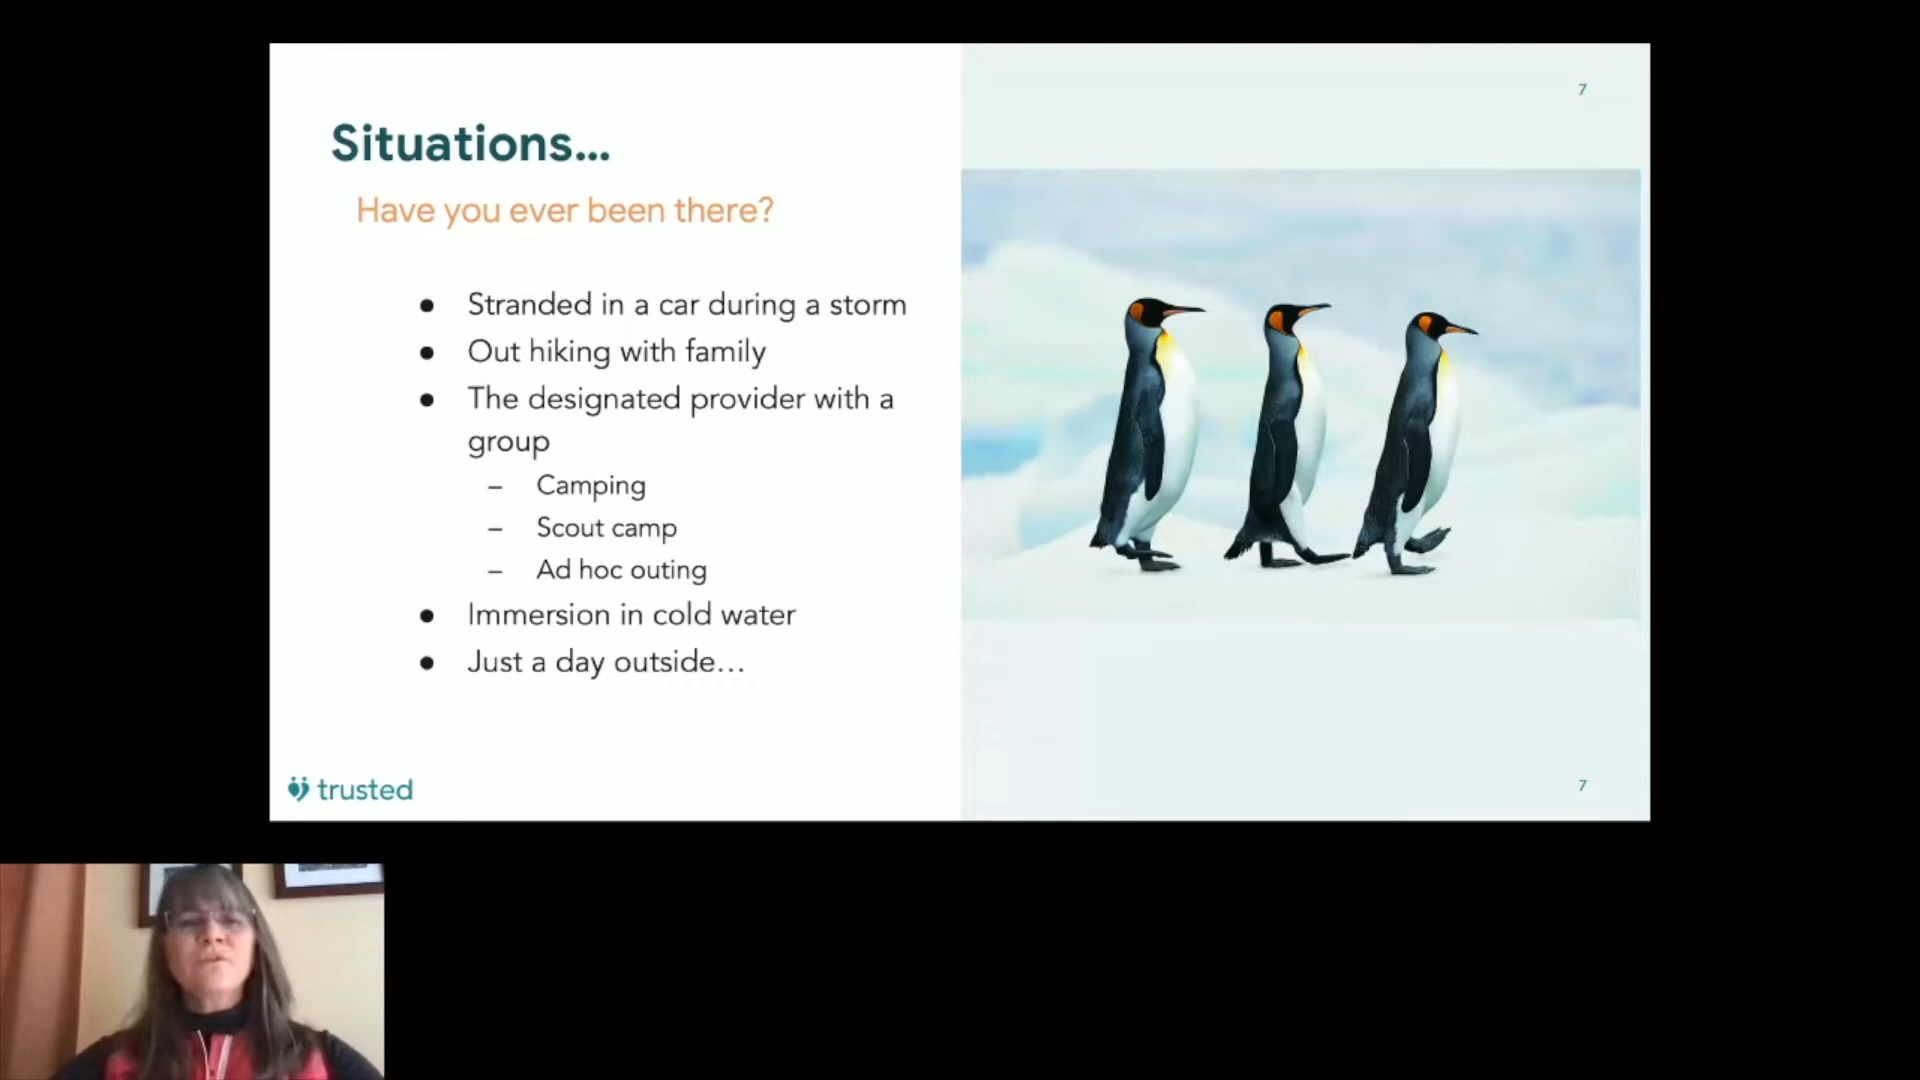 7
Situations...
Have you ever been there?
● Stranded in a car during a storm
● Out hiking with family
● The designated provider with a
group
– Camping
– Scout camp
– Ad hoc outing
● Immersion in cold water
● Just a day outside...
trusted
7